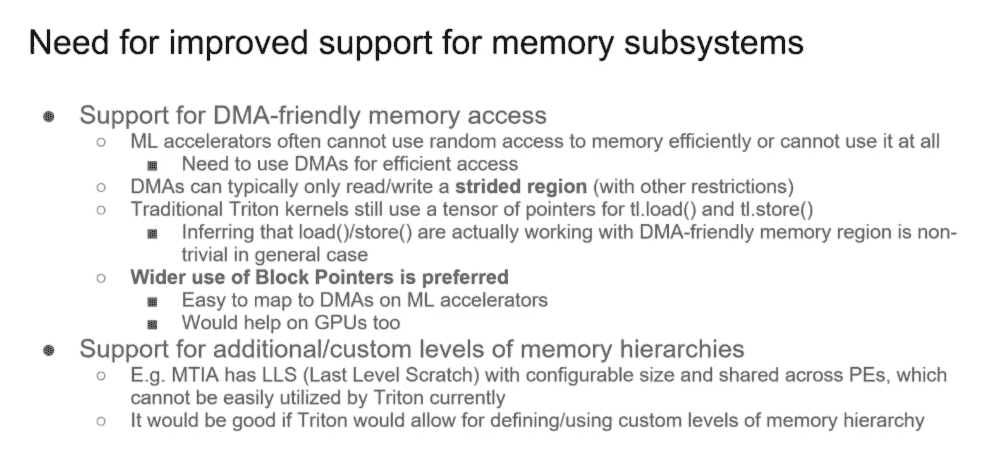 Need for improved support for memory subsystems
● Support for DMA-friendly memory access
○ ML accelerators often cannot use random access to memory efficiently or cannot use it at all
■ Need to use DMAs for efficient access
○ DMAs can typically only read/write a strided region (with other restrictions)
○ Traditional Triton kernels still use a tensor of pointers for tl.load() and tl.store()
■ Inferring that load()/store() are actually working with DMA-friendly memory region is non-
trivial in general case
○ Wider use of Block Pointers is preferred
■ Easy to map to DMAs on ML accelerators
■ Would help on GPUs too
● Support for additional/custom levels of memory hierarchies
○ E.g. MTIA has LLS (Last Level Scratch) with configurable size and shared across PEs, which
cannot be easily utilized by Triton currently
○ It would be good if Triton would allow for defining/using custom levels of memory hierarchy